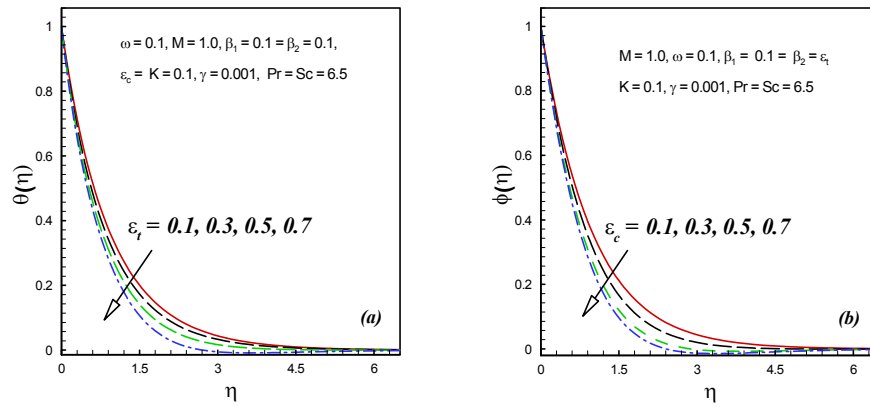 ω = 0.1, M = 1.0, β₁ = 0.1 = β₂ = 0.1,
ε_c = K = 0.1, γ = 0.001, Pr = Sc = 6.5
θ(η)
1
0.8
0.6
0.4
0.2
0
ε_t = 0.1, 0.3, 0.5, 0.7
(a)
0
1.5
3
4.5
6
η
M = 1.0, ω = 0.1, β₁ = 0.1 = β₂ = ε_t
K = 0.1, γ = 0.001, Pr = Sc = 6.5
ϕ(η)
1
0.8
0.6
0.4
0.2
0
ε_c = 0.1, 0.3, 0.5, 0.7
(b)
0
1.5
3
4.5
6
η